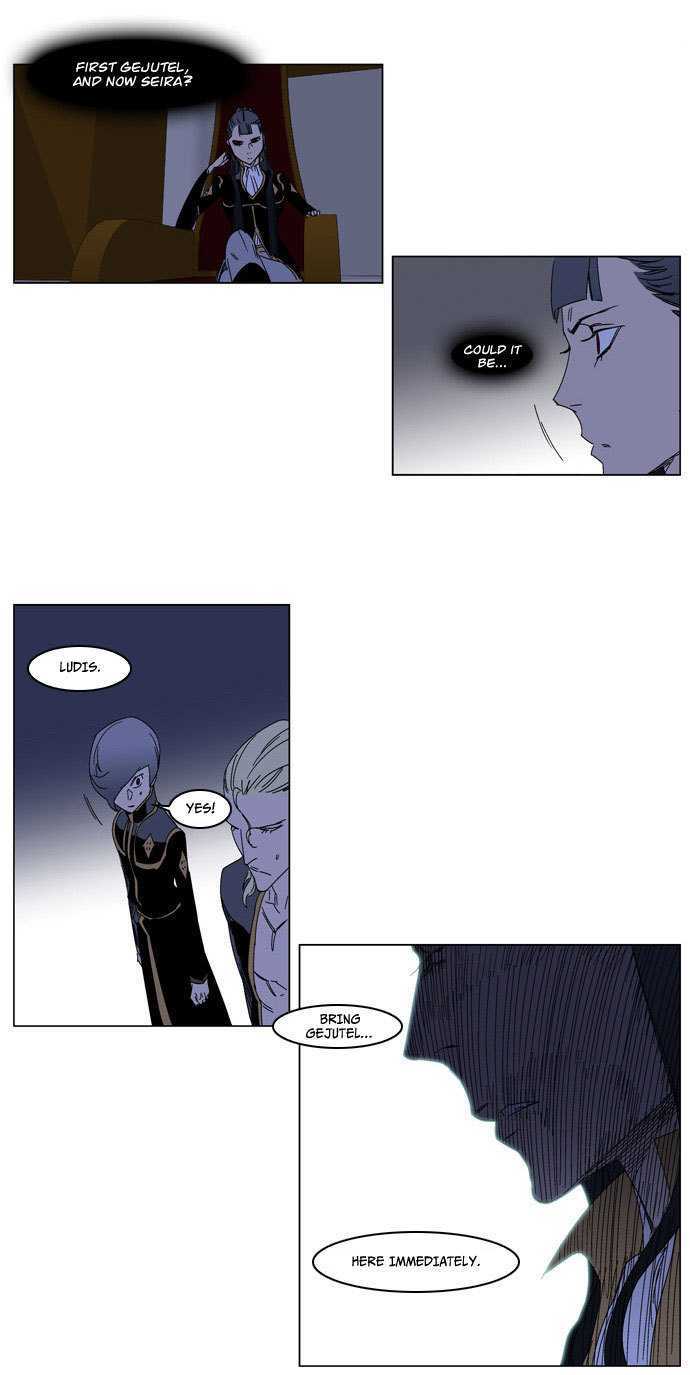 FIRST GEJUTEL,
AND NOW SEIRA?
COULD IT
BE...
LUDIS.
YES!
BRING
GEJUTEL...
HERE IMMEDIATELY.